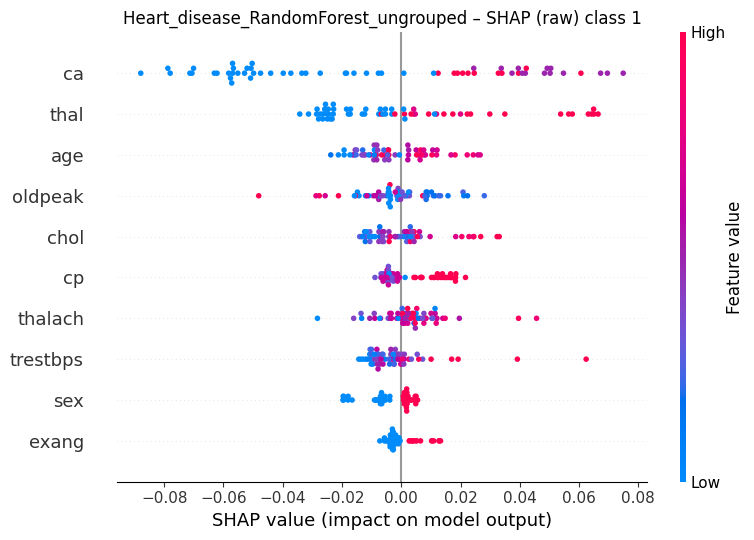 Heart_disease_RandomForest_ungrouped – SHAP (raw) class 1
High
ca
thal
age
oldpeak
chol
cp
thalach
trestbps
sex
exang
Feature value
Low
−0.08 −0.06 −0.04 −0.02 0.00 0.02 0.04 0.06 0.08
SHAP value (impact on model output)